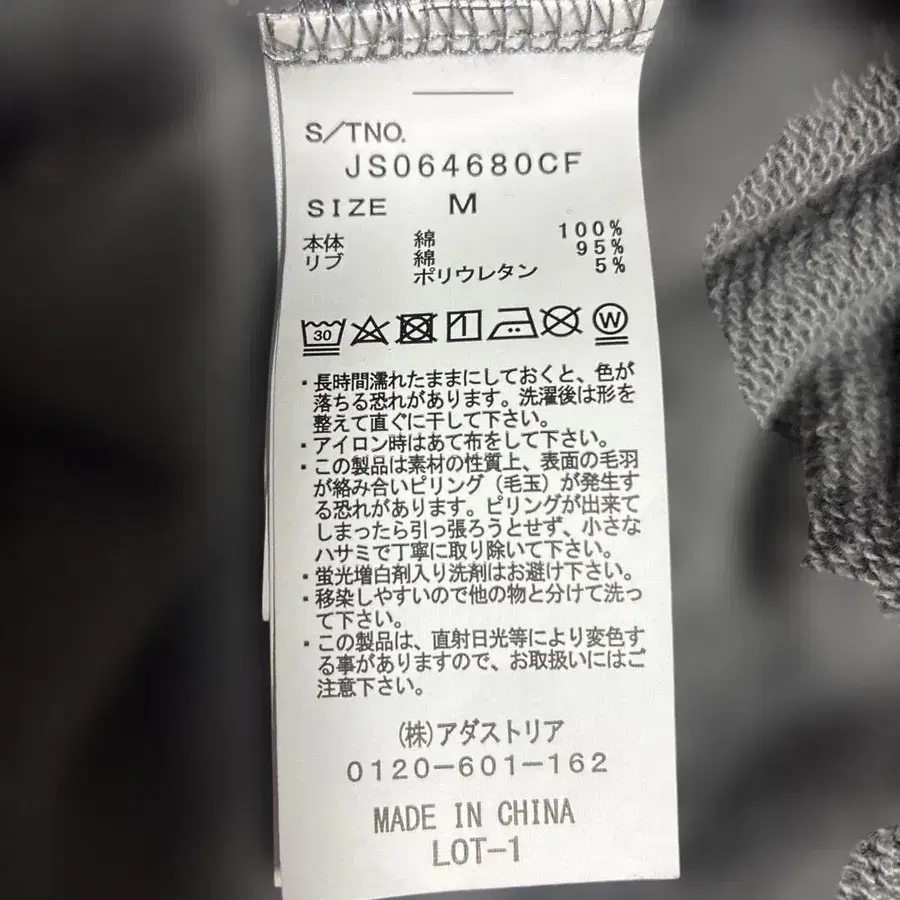 S/TNO.
JS064680CF
SIZE M
本体 綿 100%
リブ 綿 95%
ポリウレタン 5%
30 W
・長時間濡れたままにしておくと、色が
落ちる恐れがあります。洗濯後は形を
整えて直ぐに干して下さい。
・アイロン時はあて布をして下さい。
・この製品は素材の性質上、表面の毛羽
が絡み合いピリング（毛玉）が発生す
る恐れがあります。ピリングが出来て
しまったら引っ張ろうとせず、小さな
ハサミで丁寧に取り除いて下さい。
・蛍光増白剤入り洗剤はお避け下さい。
・移染しやすいので他の物と分けて洗っ
て下さい。
・この製品は、直射日光等により変色す
る事がありますので、お取扱いにはご
注意下さい。
(株)アダストリア
0120-601-162
MADE IN CHINA
LOT-1